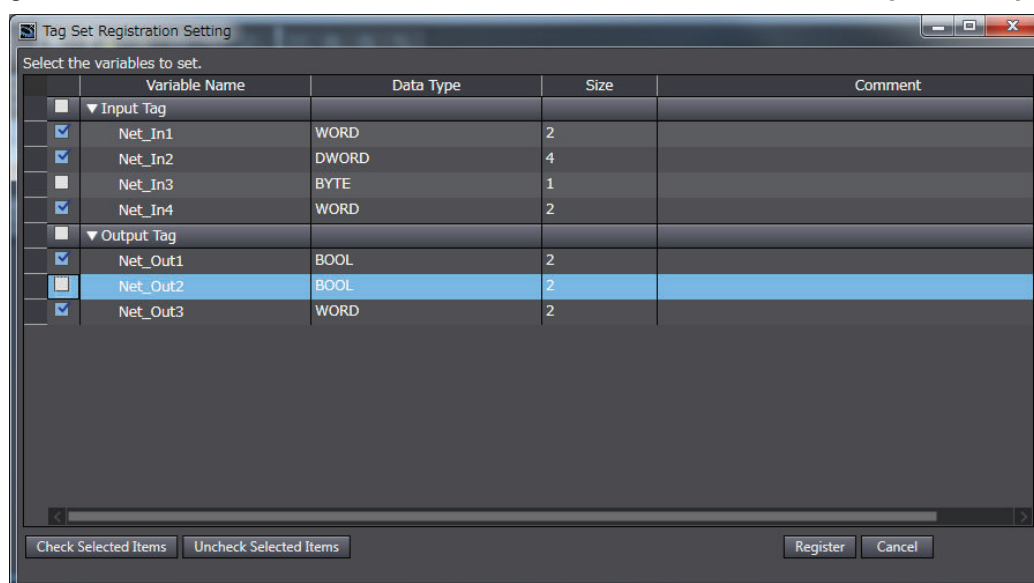 Tag Set Registration Setting
Select the variables to set.
Variable Name Data Type Size Comment
▼ Input Tag
Net_In1 WORD 2
Net_In2 DWORD 4
Net_In3 BYTE 1
Net_In4 WORD 2
▼ Output Tag
Net_Out1 BOOL 2
Net_Out2 BOOL 2
Net_Out3 WORD 2
Check Selected Items Uncheck Selected Items Register Cancel